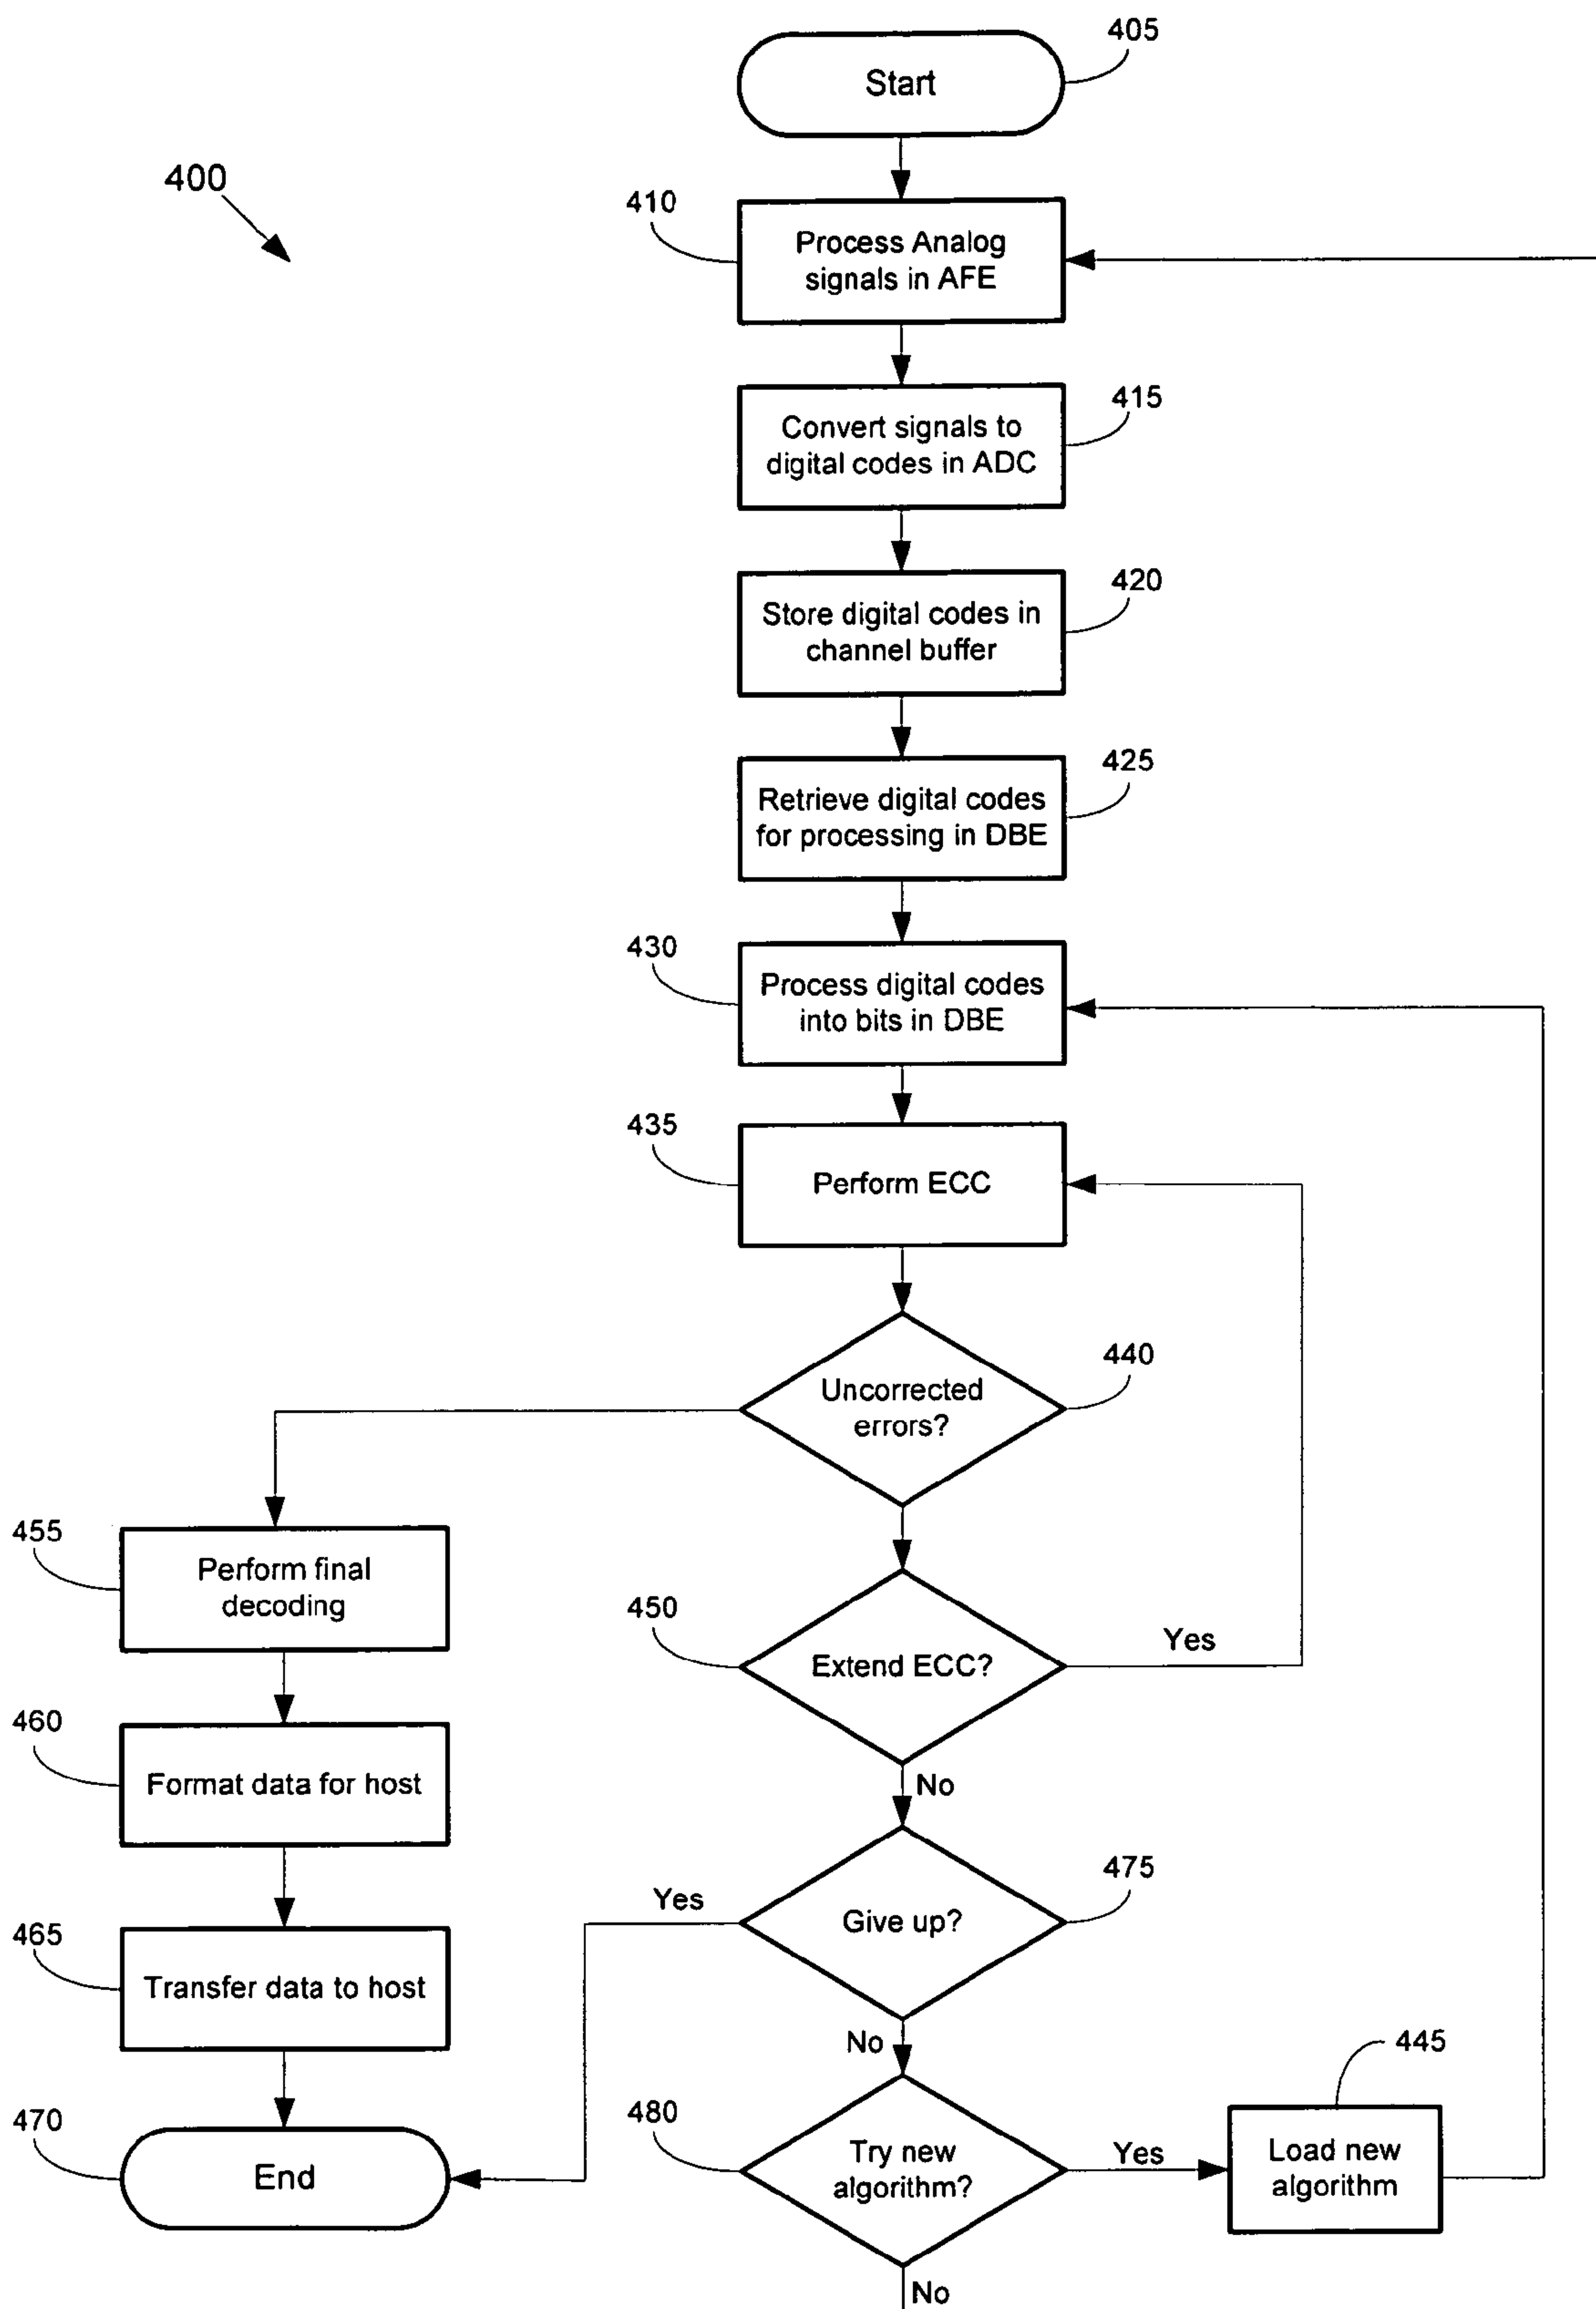 405
Start
400
410
Process Analog
signals in AFE
415
Convert signals to
digital codes in ADC
420
Store digital codes in
channel buffer
425
Retrieve digital codes
for processing in DBE
430
Process digital codes
into bits in DBE
435
Perform ECC
440
Uncorrected
errors?
455
Perform final
decoding
450
Extend ECC?
Yes
460
Format data for host
No
475
Yes
Give up?
465
Transfer data to host
No
445
470
End
480
Try new
algorithm?
Yes
Load new
algorithm
No